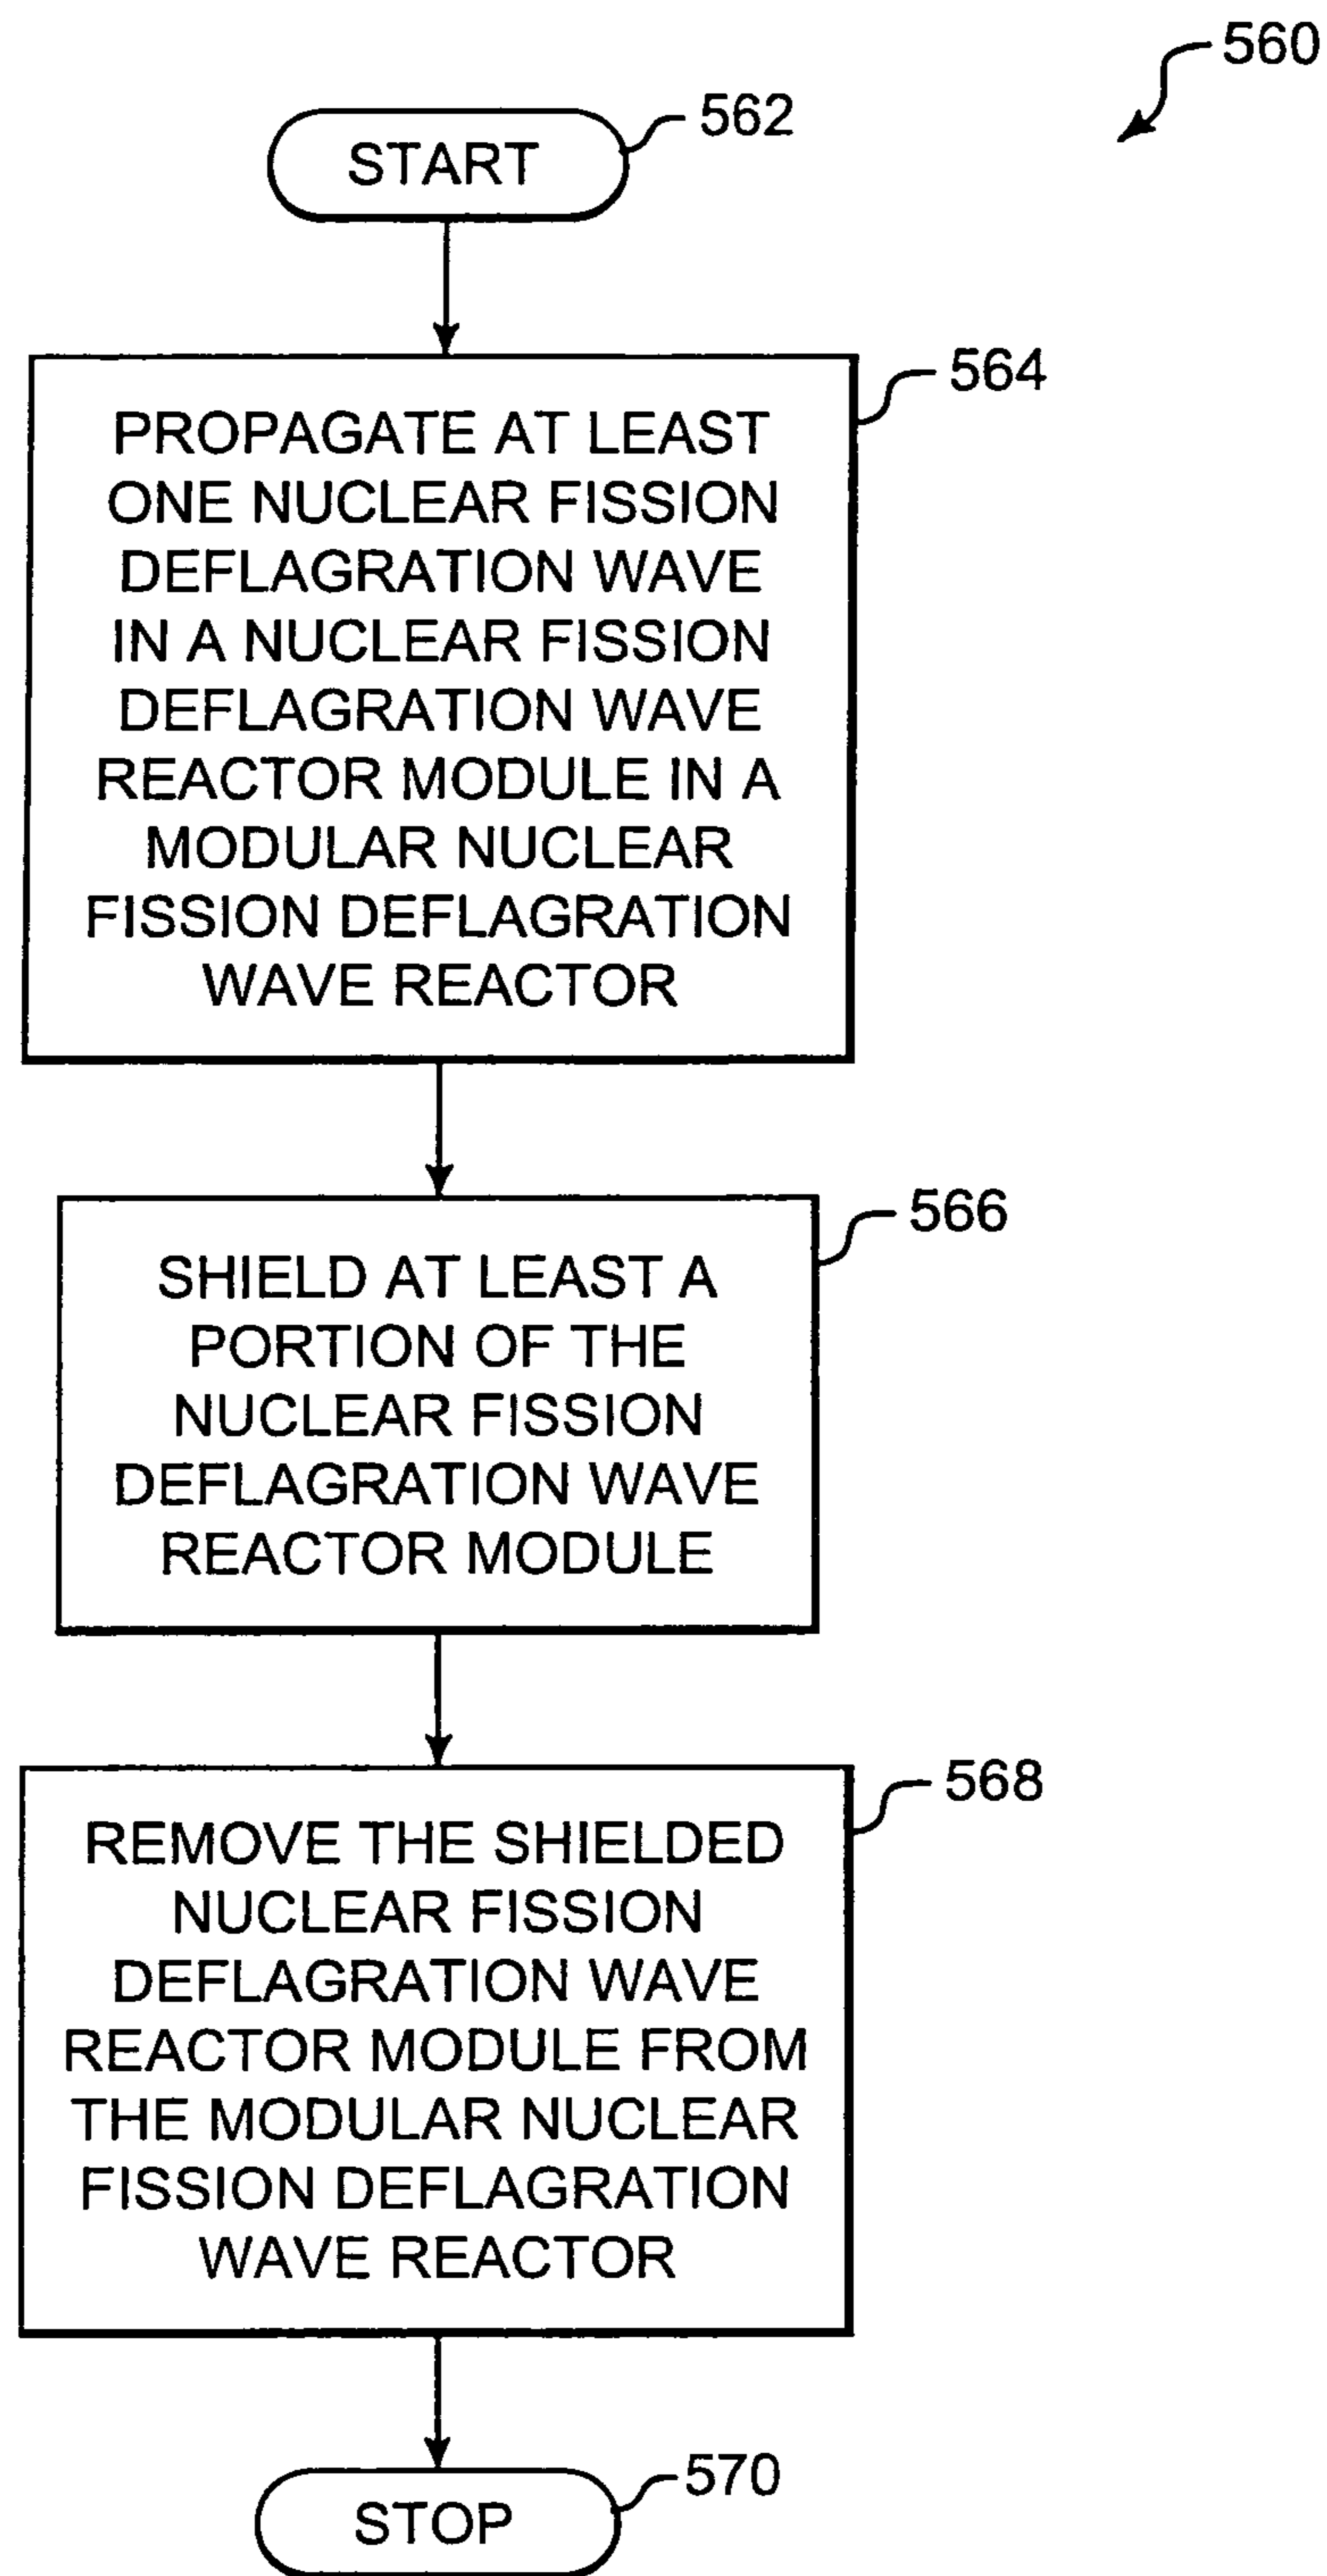 560
START
562
PROPAGATE AT LEAST
ONE NUCLEAR FISSION
DEFLAGRATION WAVE
IN A NUCLEAR FISSION
DEFLAGRATION WAVE
REACTOR MODULE IN A
MODULAR NUCLEAR
FISSION DEFLAGRATION
WAVE REACTOR
564
SHIELD AT LEAST A
PORTION OF THE
NUCLEAR FISSION
DEFLAGRATION WAVE
REACTOR MODULE
566
REMOVE THE SHIELDED
NUCLEAR FISSION
DEFLAGRATION WAVE
REACTOR MODULE FROM
THE MODULAR NUCLEAR
FISSION DEFLAGRATION
WAVE REACTOR
568
STOP
570